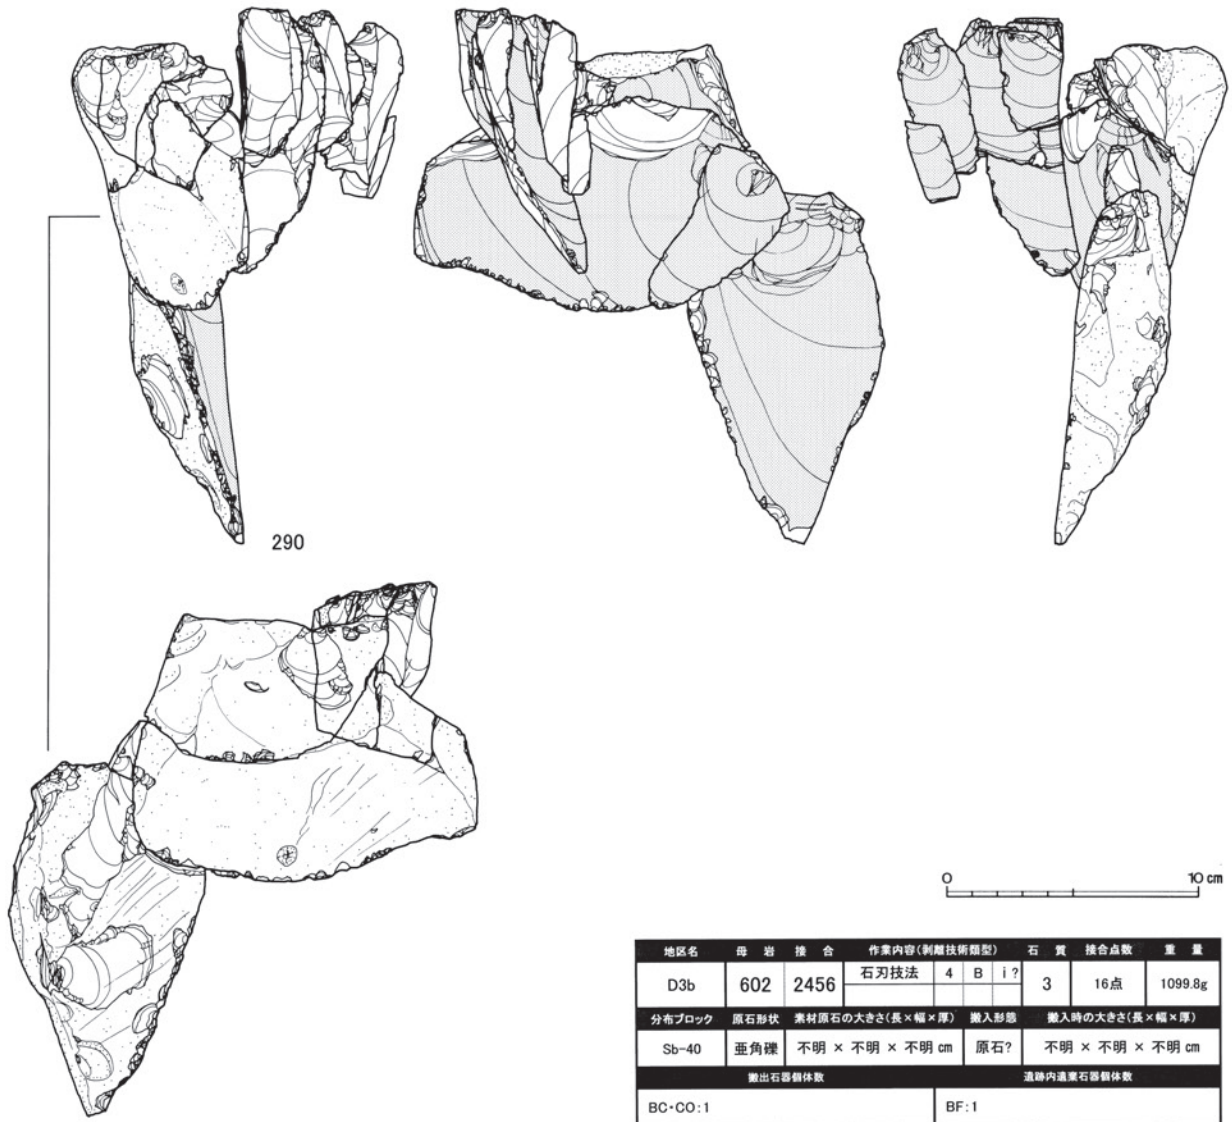 290
0 10 cm
地区名 母岩 接合 作業内容(剥離技術類型) 石質 接合点数 重量
D3b 602 2456 石刃技法 4 B i? 3 16点 1099.8g
分布ブロック 原石形状 素材原石の大きさ(長×幅×厚) 搬入形態 搬入時の大きさ(長×幅×厚)
Sb-40 亜角礫 不明 × 不明 × 不明 cm 原石? 不明 × 不明 × 不明 cm
搬出石器個体数 遺跡内遺棄石器個体数
BC・CO:1 BF:1